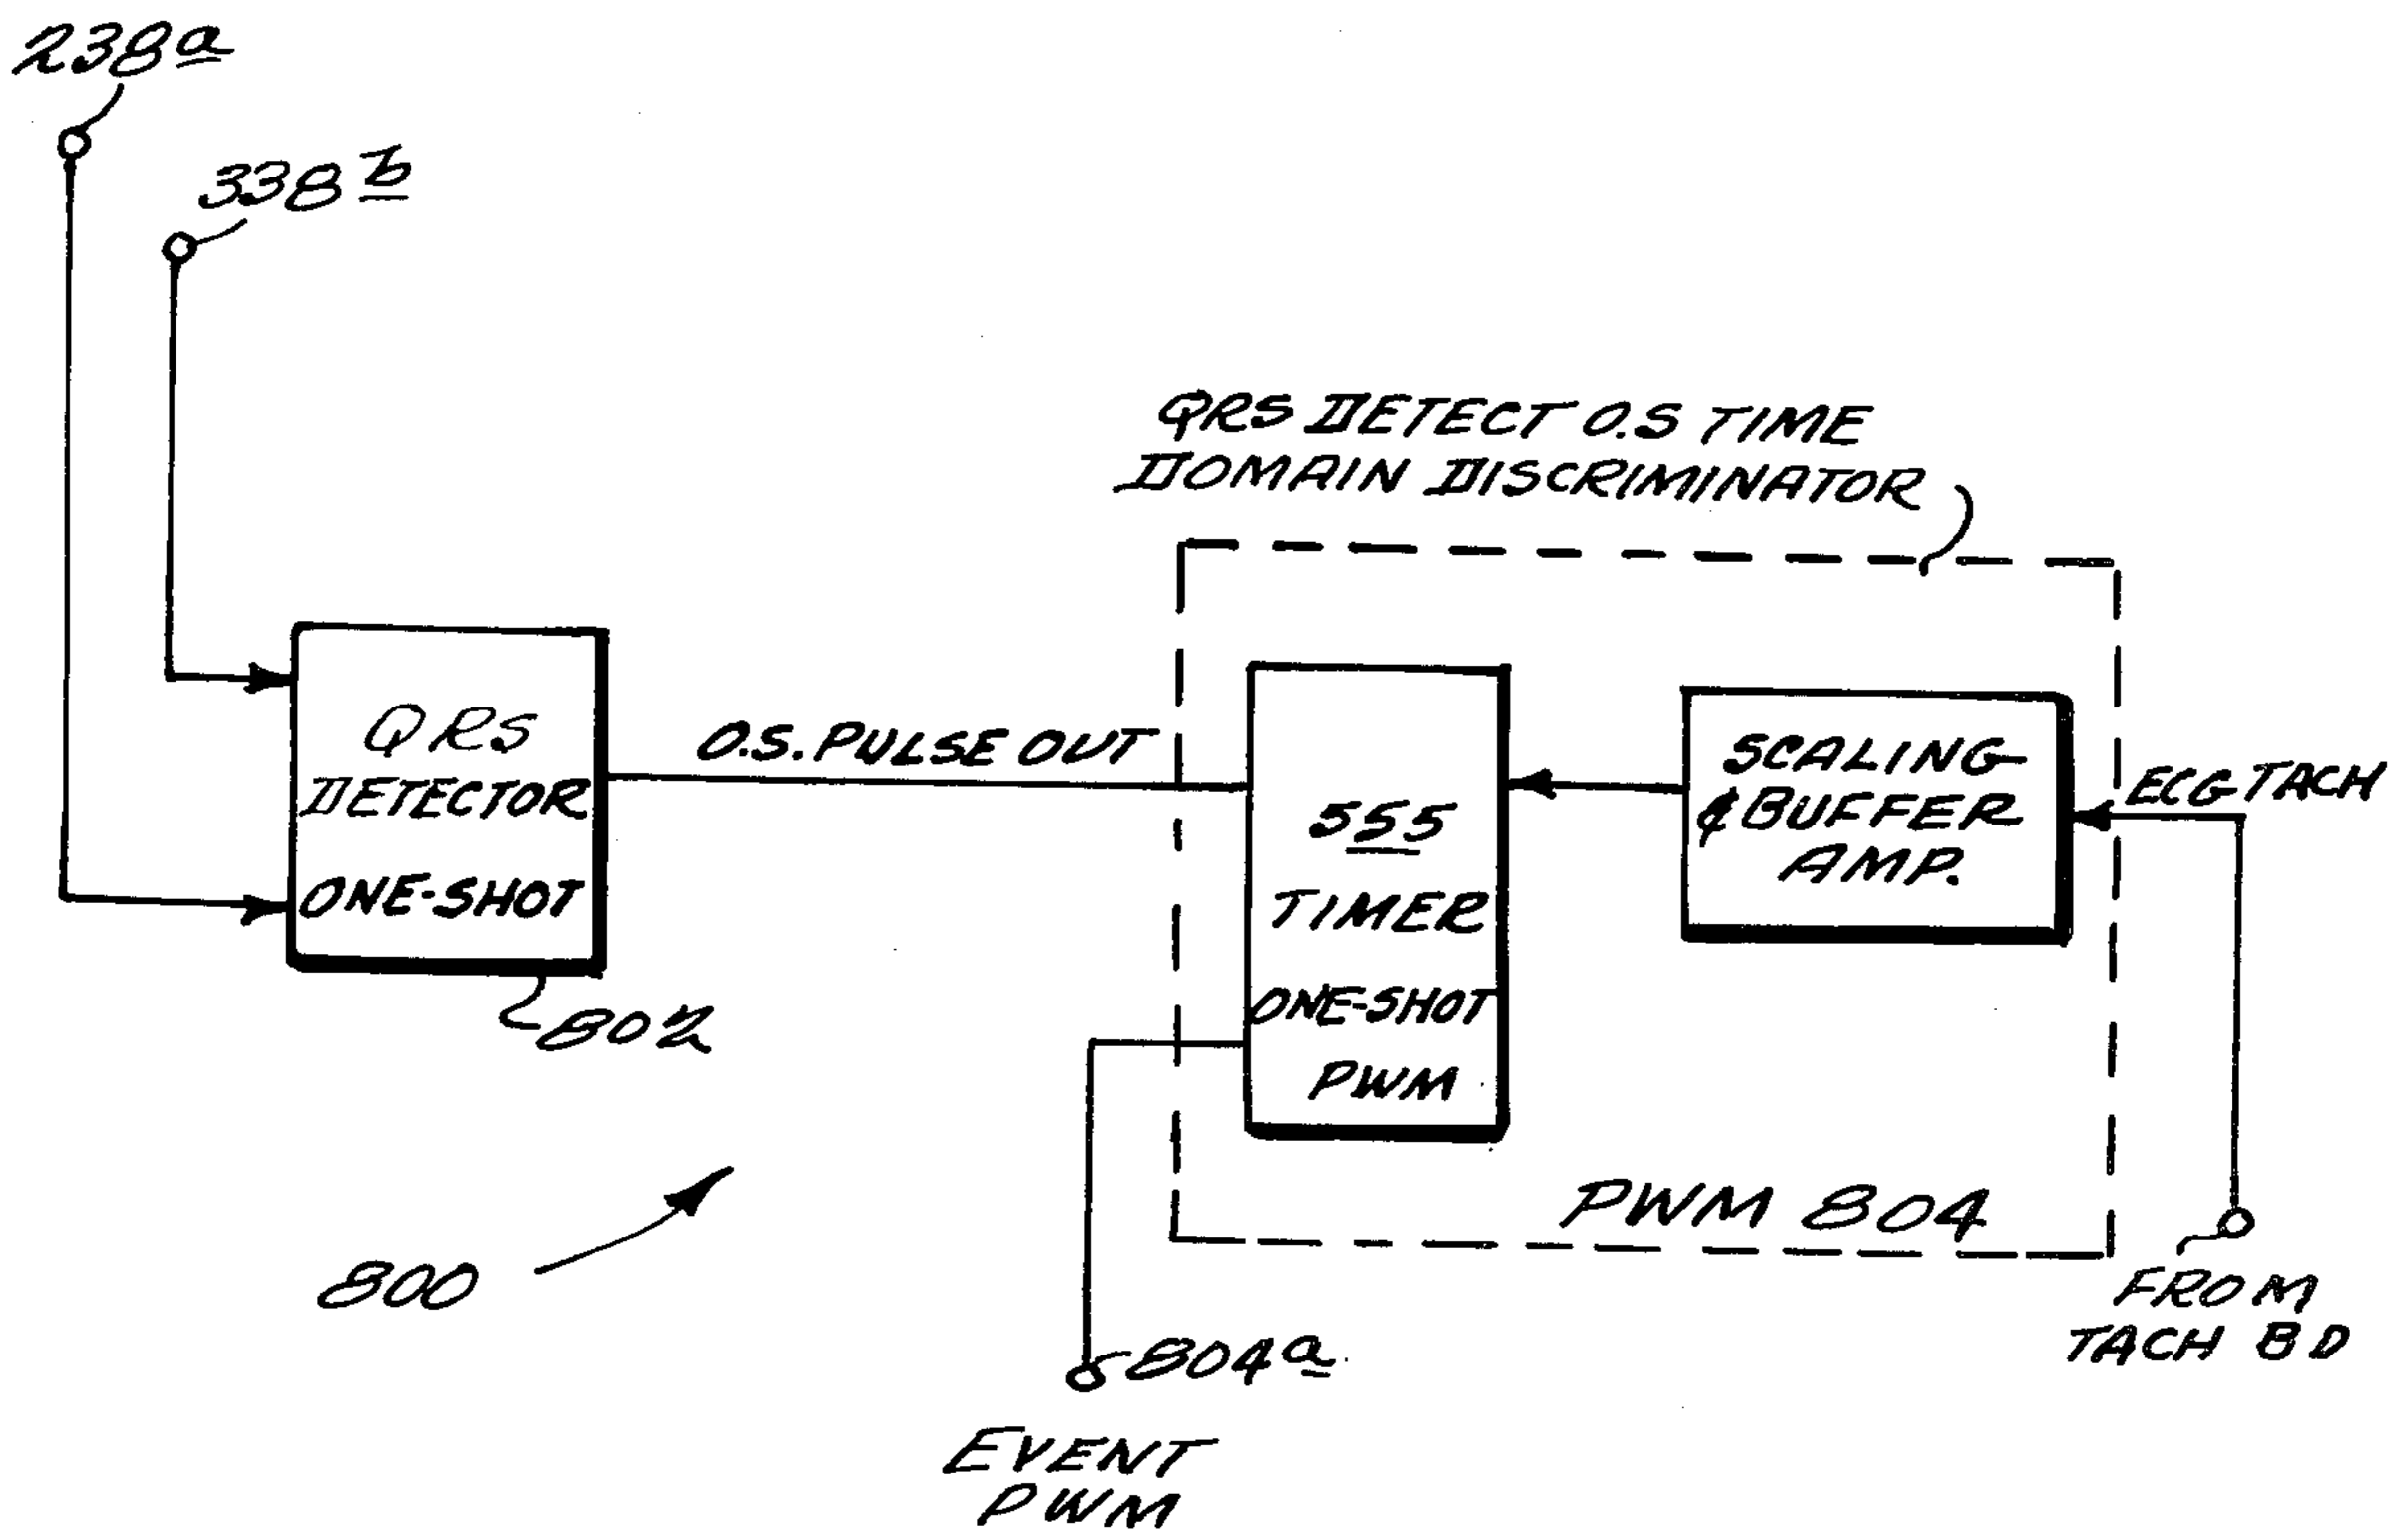 238a
338b
QRS DETECT O.S TIME
DOMAIN DISCRIMINATOR
QRS
DETECTOR
ONE-SHOT
802
O.S. PULSE OUT
555
TIMER
ONE-SHOT
PWM
SCALING
& BUFFER
AMP.
ECG TACH
PWM 804
FROM
TACH BD
800
804a
EVENT
PWM